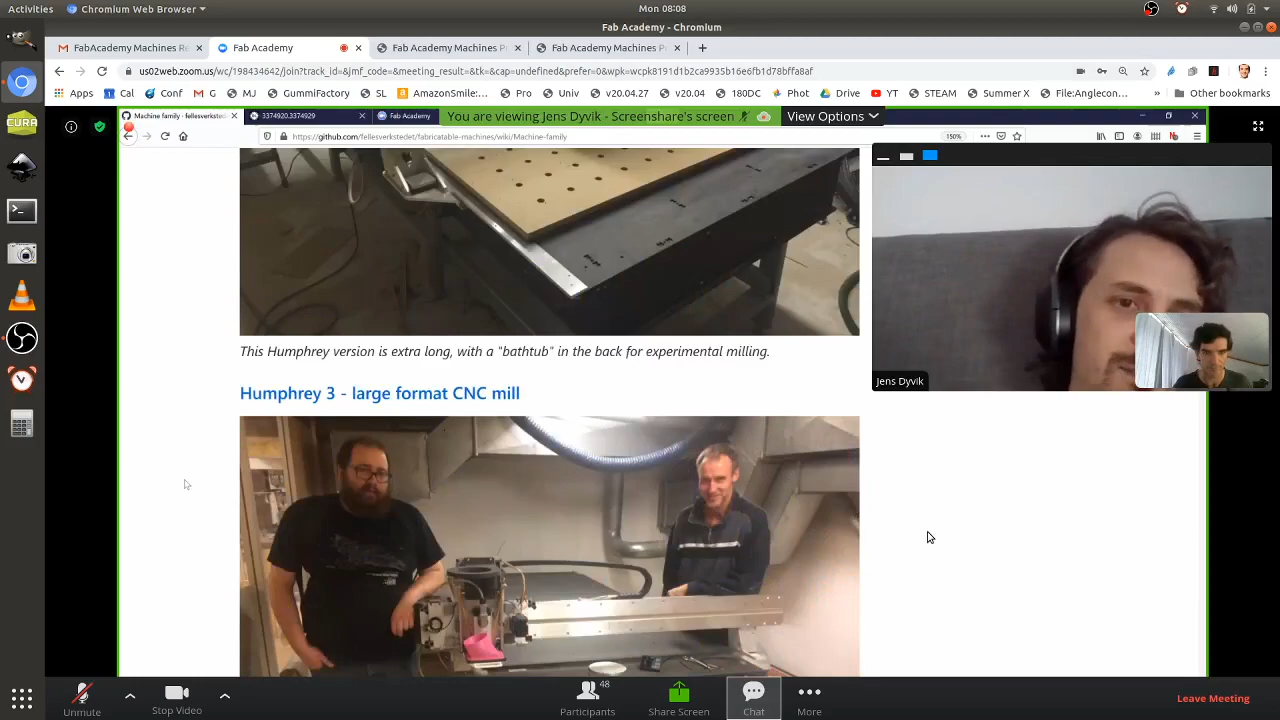 Activities Chromium Web Browser Mon 08:08
Fab Academy - Chromium
FabAcademy Machines Re Fab Academy Fab Academy Machines P Fab Academy Machines P
us02web.zoom.us/wc/198434642/join?track_id=&jmf_code=&meeting_result=&tk=&cap=undefined&prefer=0&wpk=wcpk8191d1b2ca9935b16e6fb1d78bffa8af
Apps Cal Conf G MJ GummiFactory SL AmazonSmile:... Pro Univ v20.04.27 v20.04 180DC Phot Drive YT STEAM Summer X File:Anglecon... Other bookmarks
Machine family · fellesverkstedet 3374920.3374929 Fab Academy You are viewing Jens Dyvik - Screenshare's screen View Options
https://github.com/fellesverkstedet/fabricatable-machines/wiki/Machine-family 150%
This Humphrey version is extra long, with a "bathtub" in the back for experimental milling.
Jens Dyvik
Humphrey 3 - large format CNC mill
CURA
Unmute Stop Video 48 Participants Share Screen Chat More Leave Meeting